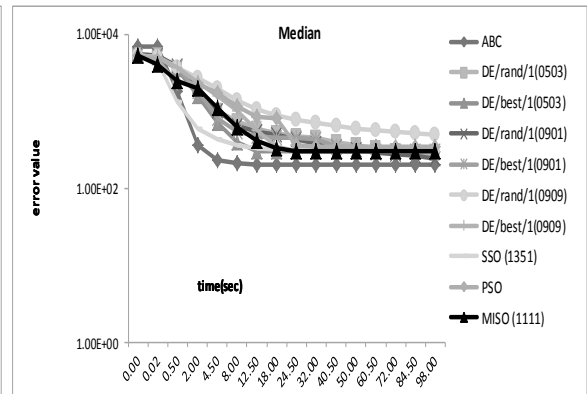 Median
1.00E+04
1.00E+02
1.00E+00
error value
time(sec)
0.00
0.02
0.50
2.00
4.50
8.00
12.50
18.00
24.50
32.00
40.50
50.00
60.50
72.00
84.50
98.00
ABC
DE/rand/1(0503)
DE/best/1(0503)
DE/rand/1(0901)
DE/best/1(0901)
DE/rand/1(0909)
DE/best/1(0909)
SSO (1351)
PSO
MISO (1111)